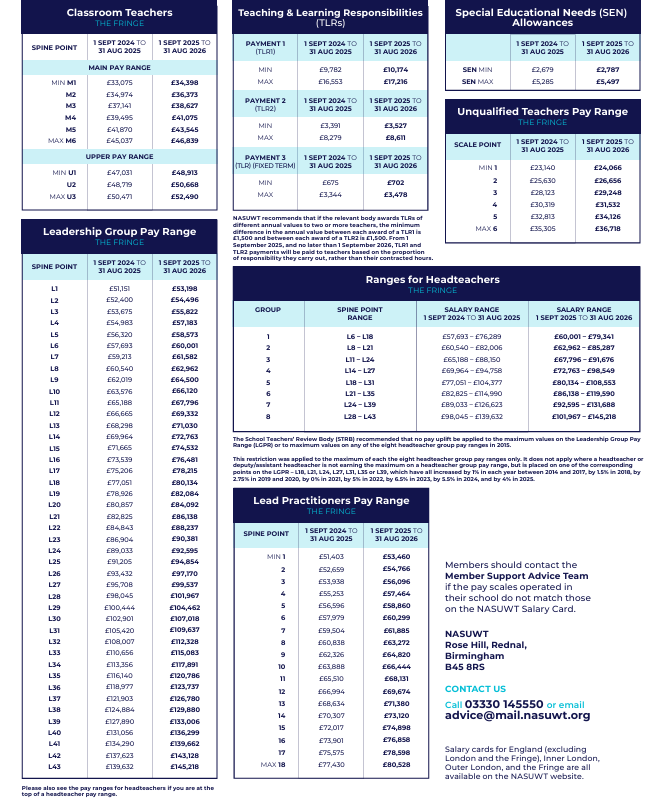 Classroom Teachers
THE FRINGE
SPINE POINT 1 SEPT 2024 TO 31 AUG 2025 1 SEPT 2025 TO 31 AUG 2026
MAIN PAY RANGE
MIN M1 £33,075 £34,398
M2 £34,974 £36,373
M3 £37,141 £38,627
M4 £39,495 £41,075
M5 £41,870 £43,545
MAX M6 £45,037 £46,839
UPPER PAY RANGE
MIN U1 £47,031 £48,913
U2 £48,719 £50,668
MAX U3 £50,471 £52,490
Leadership Group Pay Range
THE FRINGE
SPINE POINT 1 SEPT 2024 TO 31 AUG 2025 1 SEPT 2025 TO 31 AUG 2026
L1 £51,151 £53,198
L2 £52,400 £54,496
L3 £53,675 £55,822
L4 £54,983 £57,183
L5 £56,320 £58,573
L6 £57,693 £60,001
L7 £59,213 £61,582
L8 £60,540 £62,962
L9 £62,019 £64,500
L10 £63,576 £66,120
L11 £65,188 £67,796
L12 £66,665 £69,332
L13 £68,298 £71,030
L14 £69,964 £72,763
L15 £71,665 £74,532
L16 £73,539 £76,481
L17 £75,206 £78,215
L18 £77,051 £80,134
L19 £78,926 £82,084
L20 £80,540 £84,061
L21 £82,825 £86,138
L22 £84,843 £88,237
L23 £86,904 £90,381
L24 £89,033 £92,595
L25 £91,205 £94,854
L26 £93,432 £97,170
L27 £95,708 £99,537
L28 £98,045 £101,967
L29 £100,444 £104,462
L30 £102,901 £107,018
L31 £105,420 £109,637
L32 £108,007 £112,328
L33 £110,656 £115,083
L34 £113,356 £117,891
L35 £116,140 £120,786
L36 £118,977 £123,737
L37 £121,903 £126,780
L38 £124,884 £129,880
L39 £127,890 £133,006
L40 £131,056 £136,299
L41 £134,290 £139,662
L42 £137,623 £143,128
L43 £139,632 £145,218
Please also see the pay ranges for headteachers if you are at the
top of a headteacher pay range.
Teaching & Learning Responsibilities
(TLRs)
PAYMENT 1 (TLR1) 1 SEPT 2024 TO 31 AUG 2025 1 SEPT 2025 TO 31 AUG 2026
MIN £9,782 £10,174
MAX £16,553 £17,216
PAYMENT 2 (TLR2) 1 SEPT 2024 TO 31 AUG 2025 1 SEPT 2025 TO 31 AUG 2026
MIN £3,391 £3,527
MAX £8,279 £8,611
PAYMENT 3 (TLR) (FIXED TERM) 1 SEPT 2024 TO 31 AUG 2025 1 SEPT 2025 TO 31 AUG 2026
MIN £675 £702
MAX £3,344 £3,478
NASUWT recommends that if the relevant body awards TLRs of
different annual values to two or more teachers, the minimum
difference in the annual value between each award of a TLR1 is
£1,500 and between each award of a TLR2 is £1,500. From 1
September 2025, and no later than 1 September 2026, TLR1 and
TLR2 payments will be paid to teachers based on the proportion
of responsibility they carry out, rather than their contracted hours.
Special Educational Needs (SEN)
Allowances
1 SEPT 2024 TO 31 AUG 2025 1 SEPT 2025 TO 31 AUG 2026
SEN MIN £2,679 £2,787
SEN MAX £5,285 £5,497
Unqualified Teachers Pay Range
THE FRINGE
SCALE POINT 1 SEPT 2024 TO 31 AUG 2025 1 SEPT 2025 TO 31 AUG 2026
MIN 1 £23,140 £24,066
2 £25,630 £26,656
3 £28,123 £29,248
4 £30,319 £31,532
5 £32,813 £34,126
MAX 6 £35,305 £36,718
Ranges for Headteachers
THE FRINGE
GROUP SPINE POINT RANGE SALARY RANGE 1 SEPT 2024 TO 31 AUG 2025 SALARY RANGE 1 SEPT 2025 TO 31 AUG 2026
1 L6 – L18 £57,693 – £76,289 £60,001 – £79,341
2 L8 – L21 £60,540 – £82,006 £62,962 – £85,287
3 L11 – L24 £65,188 – £88,150 £67,796 – £91,676
4 L14 – L27 £69,964 – £94,758 £72,763 – £98,549
5 L18 – L31 £77,051 – £104,377 £80,134 – £108,553
6 L21 – L35 £82,825 – £114,990 £86,138 – £119,590
7 L24 – L39 £89,033 – £126,623 £92,595 – £131,688
8 L28 – L43 £98,045 – £139,632 £101,967 – £145,218
The School Teachers' Review Body (STRB) recommended that no pay uplift be applied to the maximum values on the Leadership Group Pay
Range (LGPR) or to maximum values on any of the eight headteacher group pay ranges in 2015.
This restriction was applied to the maximum of each the eight headteacher group pay ranges only. It does not apply where a headteacher or
deputy/assistant headteacher is not earning the maximum on a headteacher group pay range, but is placed on one of the corresponding
points on the LGPR – L18, L21, L24, L27, L31, L35 or L39, which have all increased by 1% in each year between 2014 and 2017, by 1.5% in 2018, by
2.75% in 2019 and 2020, by 0% in 2021, by 5% in 2022, by 6.5% in 2023, by 5.5% in 2024, and by 4% in 2025.
Lead Practitioners Pay Range
THE FRINGE
SPINE POINT 1 SEPT 2024 TO 31 AUG 2025 1 SEPT 2025 TO 31 AUG 2026
MIN 1 £51,403 £53,460
2 £52,659 £54,766
3 £53,938 £56,096
4 £55,253 £57,464
5 £56,596 £58,860
6 £57,979 £60,299
7 £59,504 £61,885
8 £60,838 £63,272
9 £62,326 £64,820
10 £63,888 £66,444
11 £65,510 £68,131
12 £66,994 £69,674
13 £68,634 £71,380
14 £70,307 £73,120
15 £72,017 £74,898
16 £73,901 £76,858
17 £75,575 £78,598
MAX 18 £77,430 £80,528
Members should contact the
Member Support Advice Team
if the pay scales operated in
their school do not match those
on the NASUWT Salary Card.
NASUWT
Rose Hill, Rednal,
Birmingham
B45 8RS
CONTACT US
Call 03330 145550 or email
advice@mail.nasuwt.org
Salary cards for England (excluding
London and the Fringe), Inner London,
Outer London, and the Fringe are all
available on the NASUWT website.